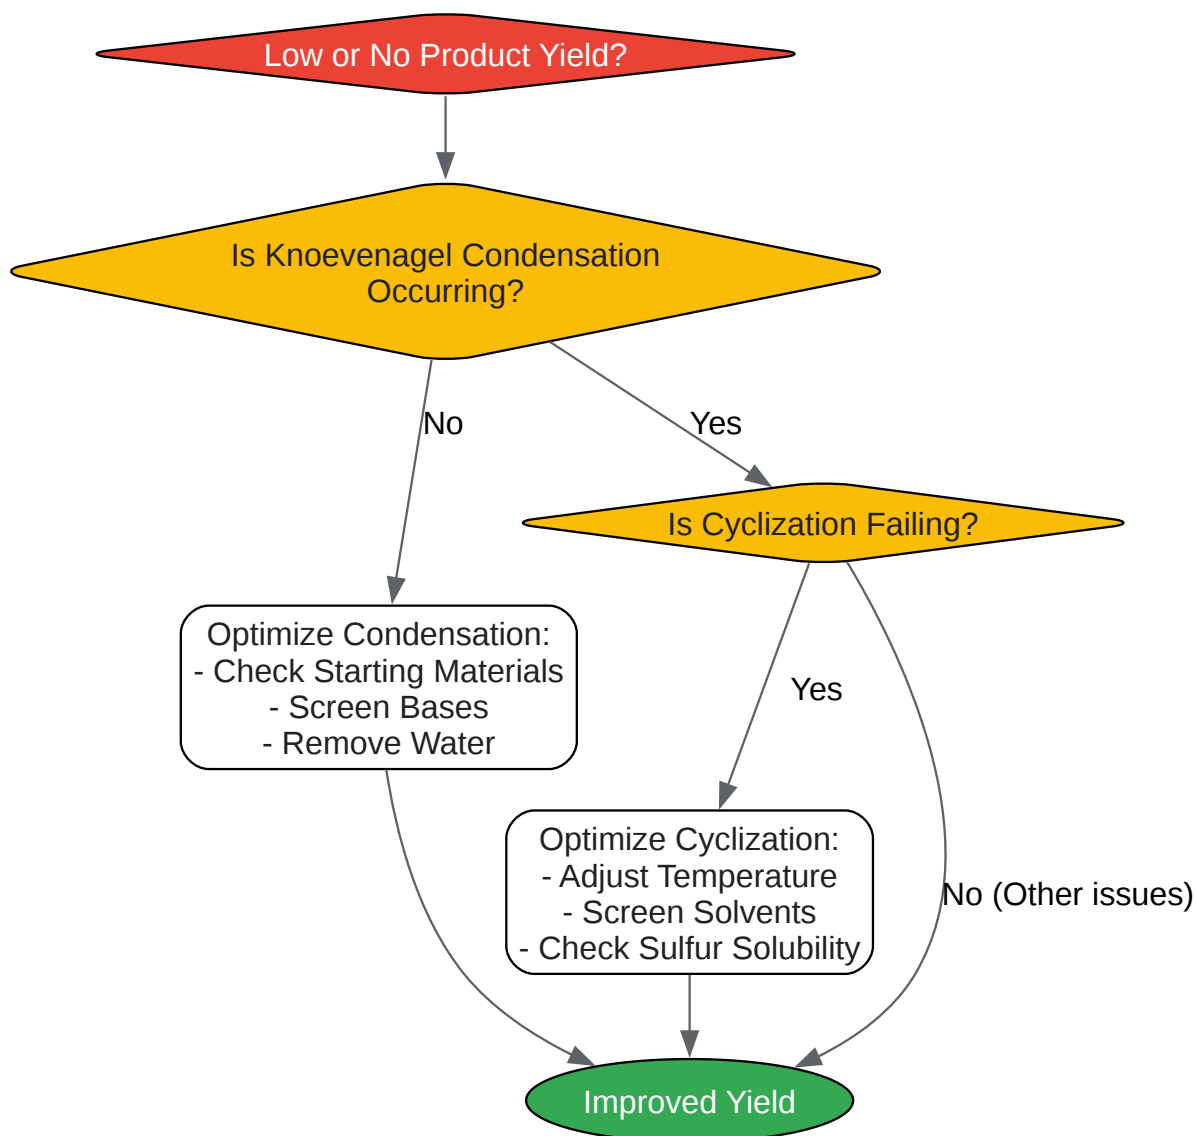 Low or No Product Yield?
Is Knoevenagel Condensation
Occurring?
No
Yes
Is Cyclization Failing?
Optimize Condensation:
- Check Starting Materials
- Screen Bases
- Remove Water
Yes
Optimize Cyclization:
- Adjust Temperature
- Screen Solvents
- Check Sulfur Solubility
No (Other issues)
Improved Yield